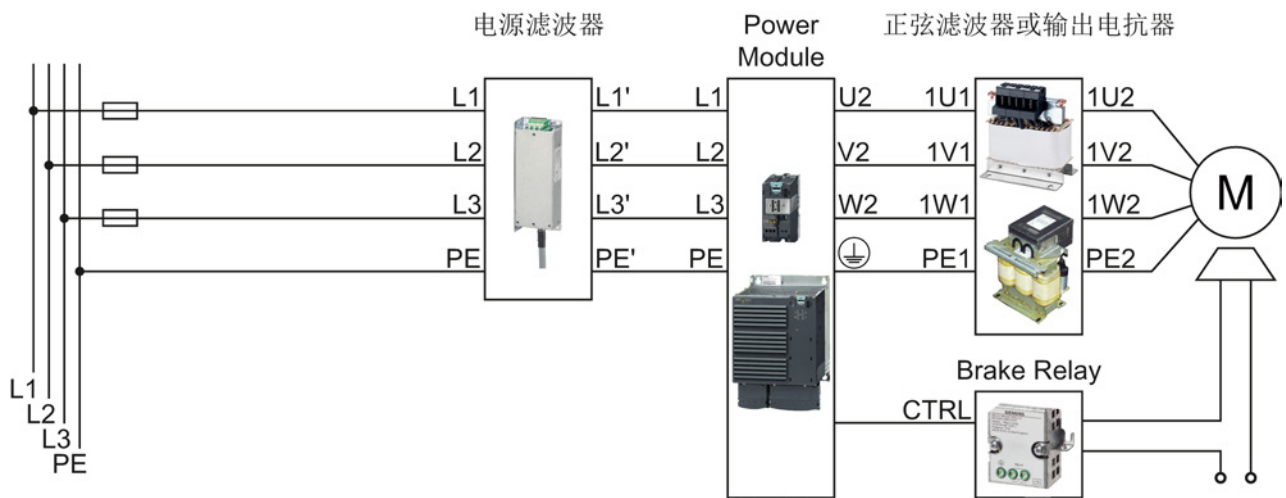 电源滤波器
Power
Module
正弦滤波器或输出电抗器
L1 L1' L1 U2 1U1 1U2
L2 L2' L2 V2 1V1 1V2
L3 L3' L3 W2 1W1 1W2
PE PE' PE PE1 PE2
M
Brake Relay
CTRL
SIEMENS
L1
L2
L3
PE